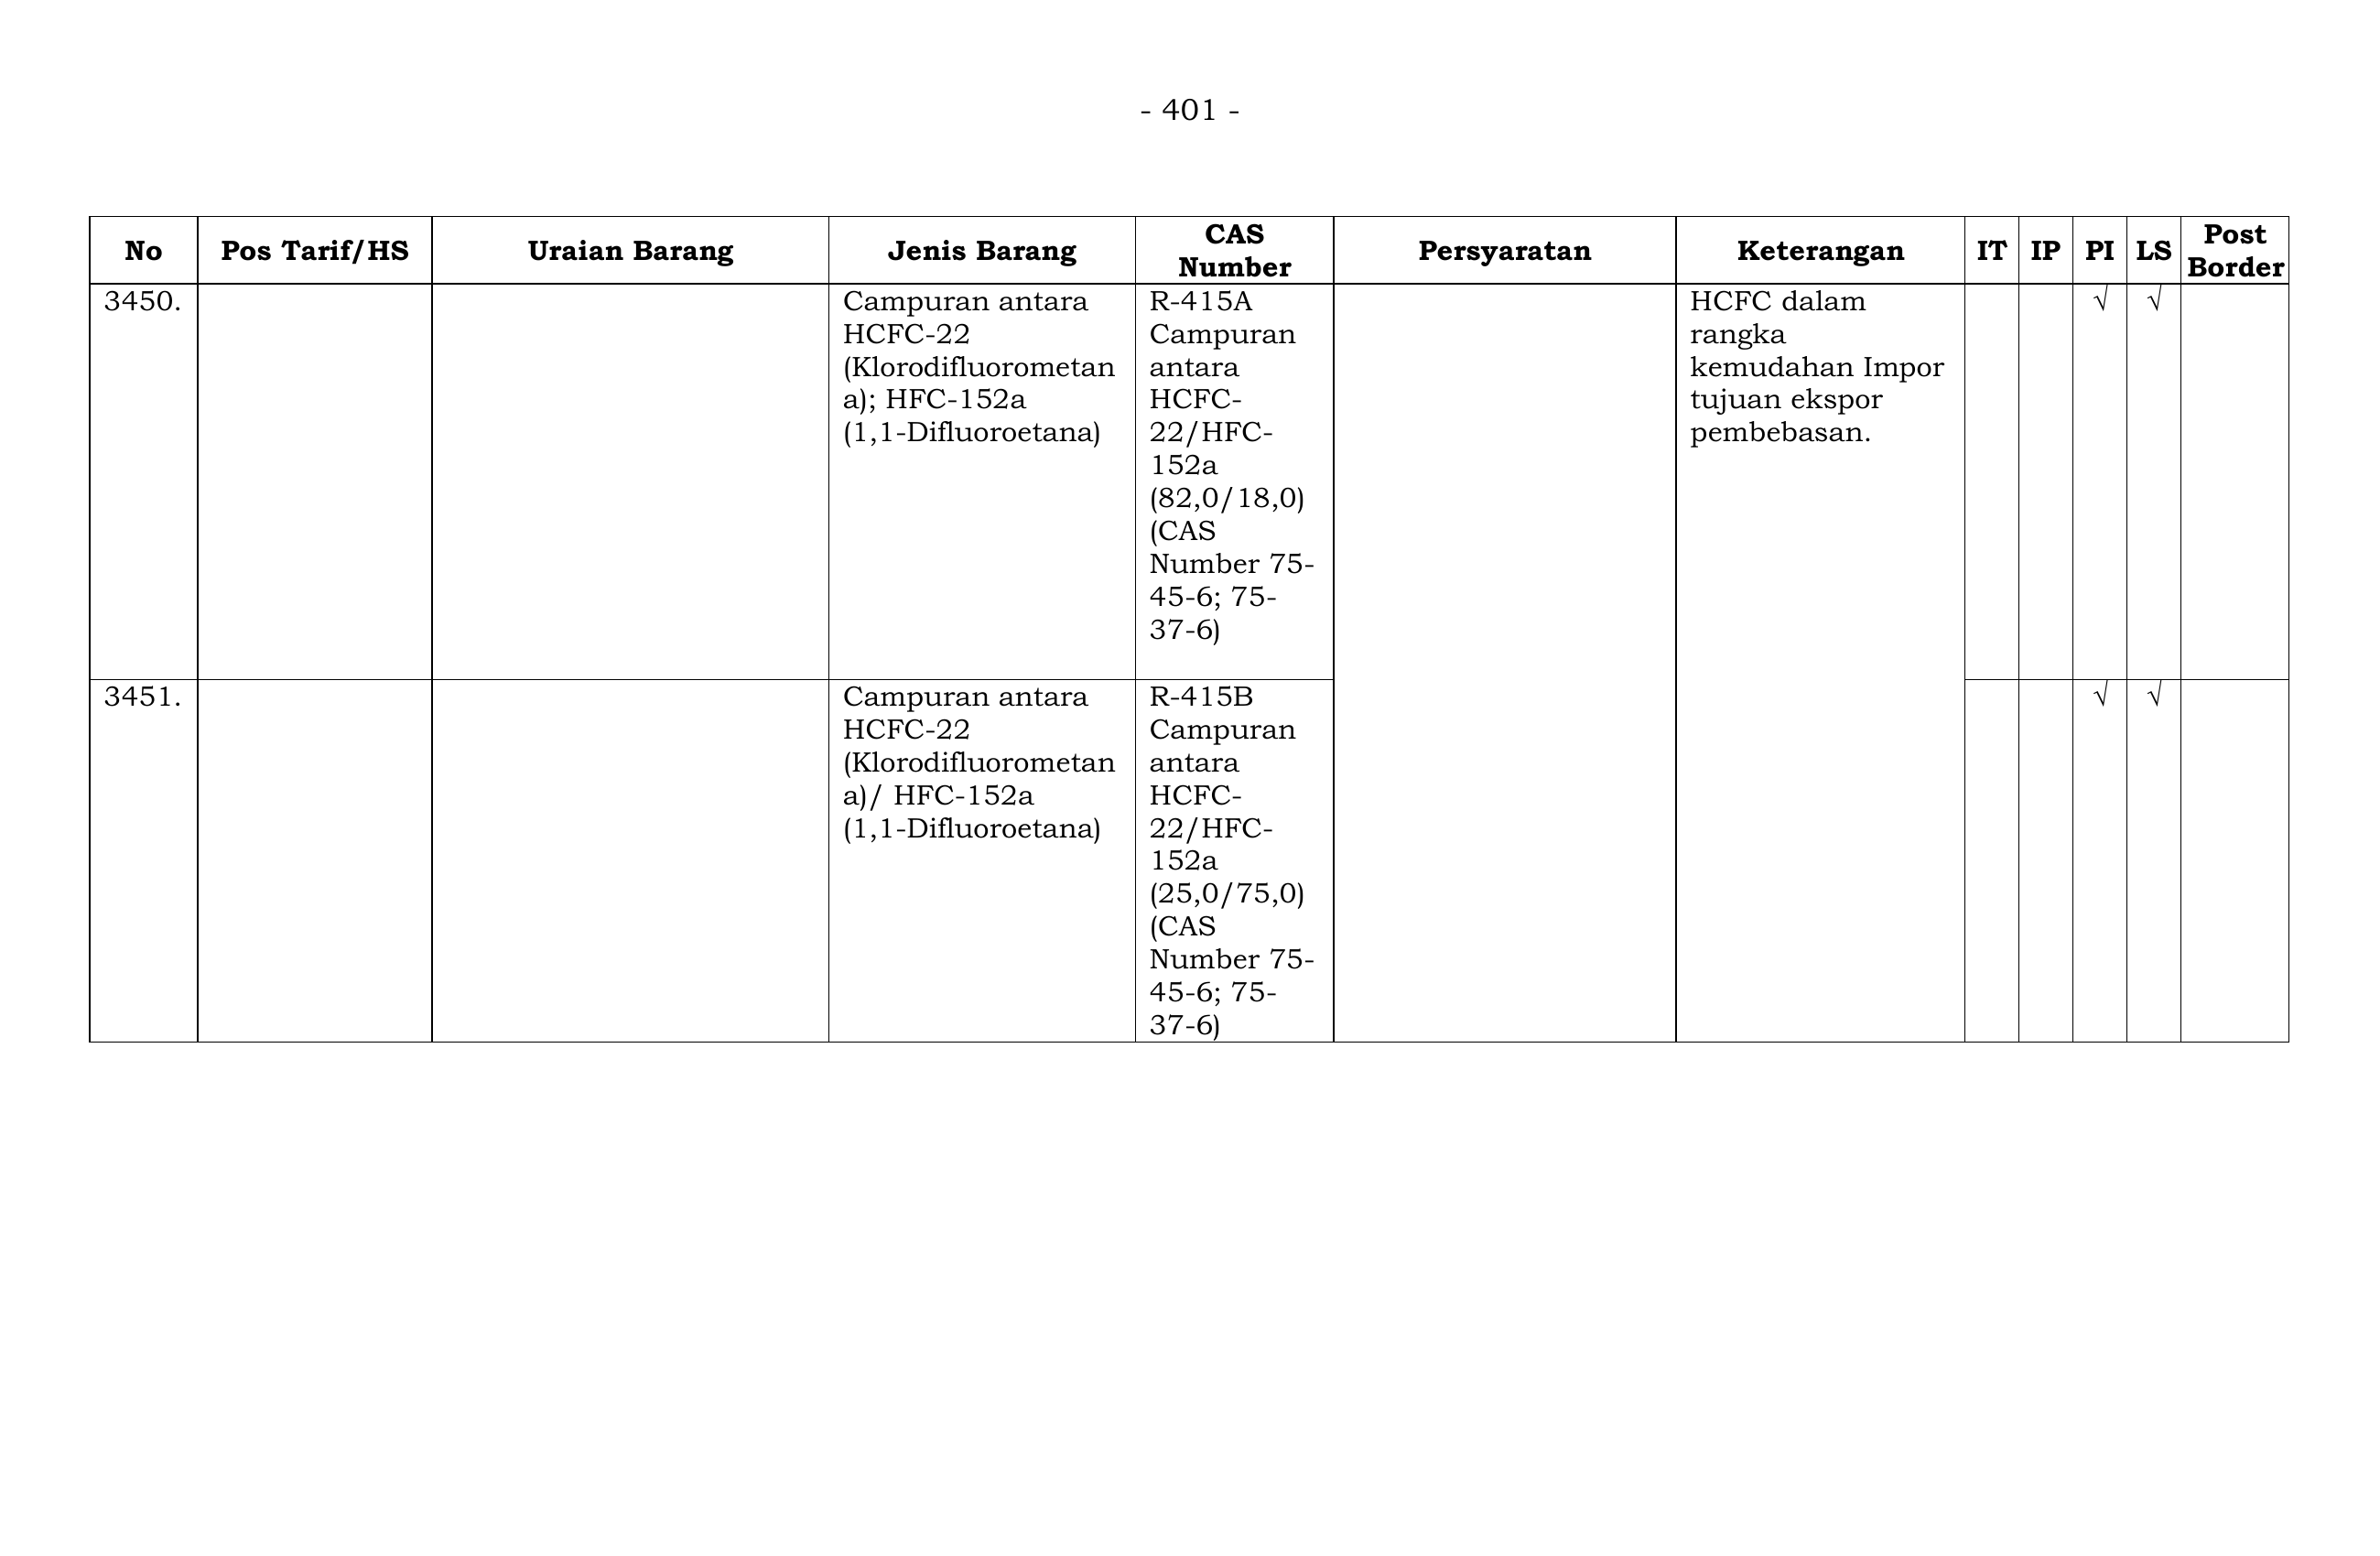 - 401 -
No
Pos Tarif/HS
Uraian Barang
Jenis Barang
CAS
Number
Persyaratan
Keterangan
IT
IP
PI
LS
Post
Border
3450.
Campuran antara
HCFC-22
(Klorodifluorometan
a); HFC-152a
(1,1-Difluoroetana)
R-415A
Campuran
antara
HCFC-
22/HFC-
152a
(82,0/18,0)
(CAS
Number 75-
45-6; 75-
37-6)
HCFC dalam
rangka
kemudahan Impor
tujuan ekspor
pembebasan.
√
√
3451.
Campuran antara
HCFC-22
(Klorodifluorometan
a)/ HFC-152a
(1,1-Difluoroetana)
R-415B
Campuran
antara
HCFC-
22/HFC-
152a
(25,0/75,0)
(CAS
Number 75-
45-6; 75-
37-6)
√
√